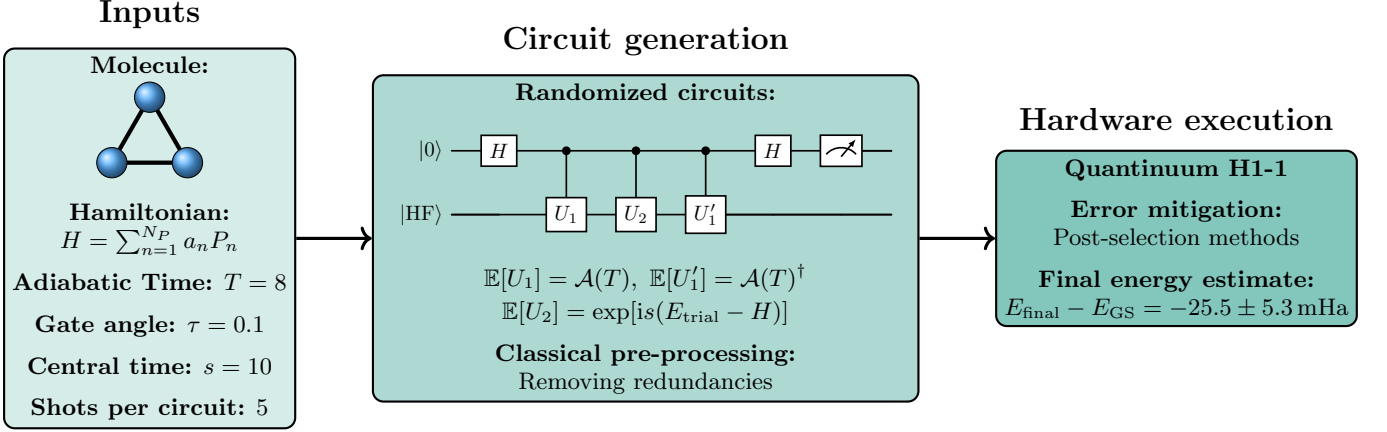 Inputs
Molecule:
Hamiltonian:
H = ∑_{n=1}^{N_P} a_n P_n
Adiabatic Time: T = 8
Gate angle: τ = 0.1
Central time: s = 10
Shots per circuit: 5
Circuit generation
Randomized circuits:
|0⟩ H H
|HF⟩ U_1 U_2 U′_1
𝔼[U_1] = 𝒜(T), 𝔼[U′_1] = 𝒜(T)^†
𝔼[U_2] = exp[is(E_trial − H)]
Classical pre-processing:
Removing redundancies
Hardware execution
Quantinuum H1-1
Error mitigation:
Post-selection methods
Final energy estimate:
E_final − E_GS = −25.5 ± 5.3 mHa